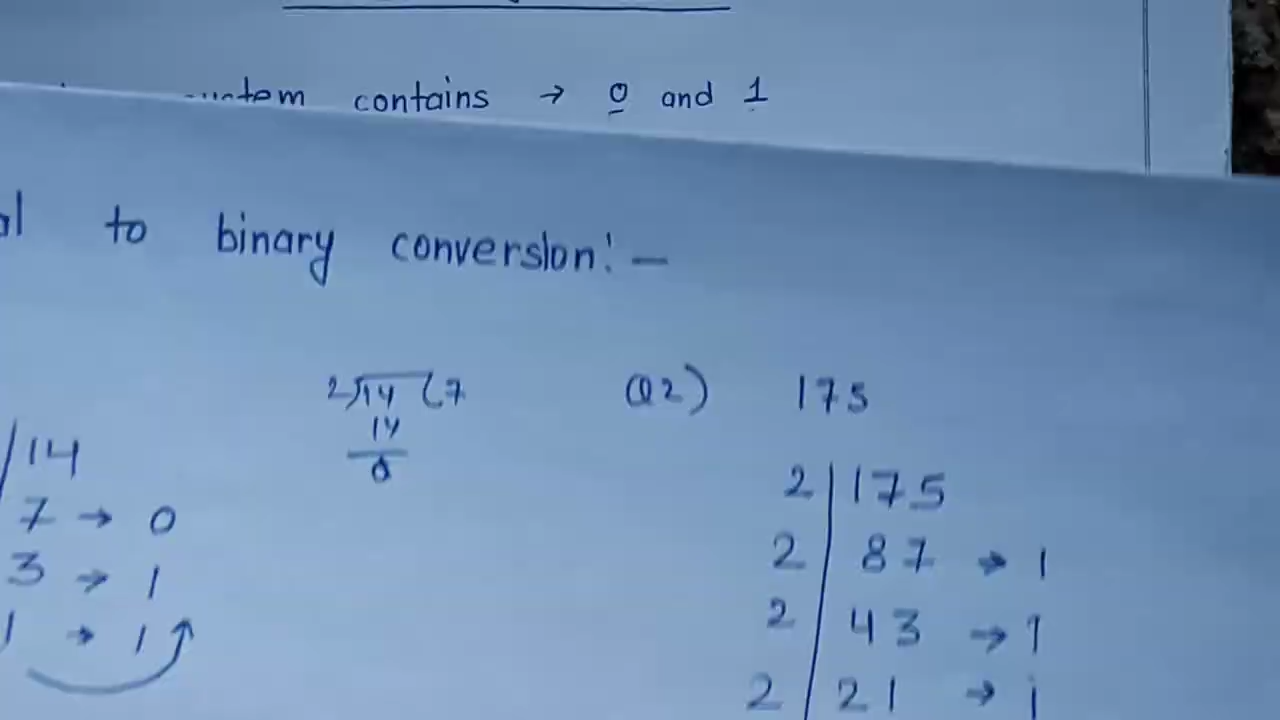 contains → 0 and 1
to binary conversion:-
2)14(7
14
0
14
7 → 0
3 → 1
1 → 1
Q2) 175
2 | 175
2 | 87 → 1
2 | 43 → 1
2 | 21 → 1